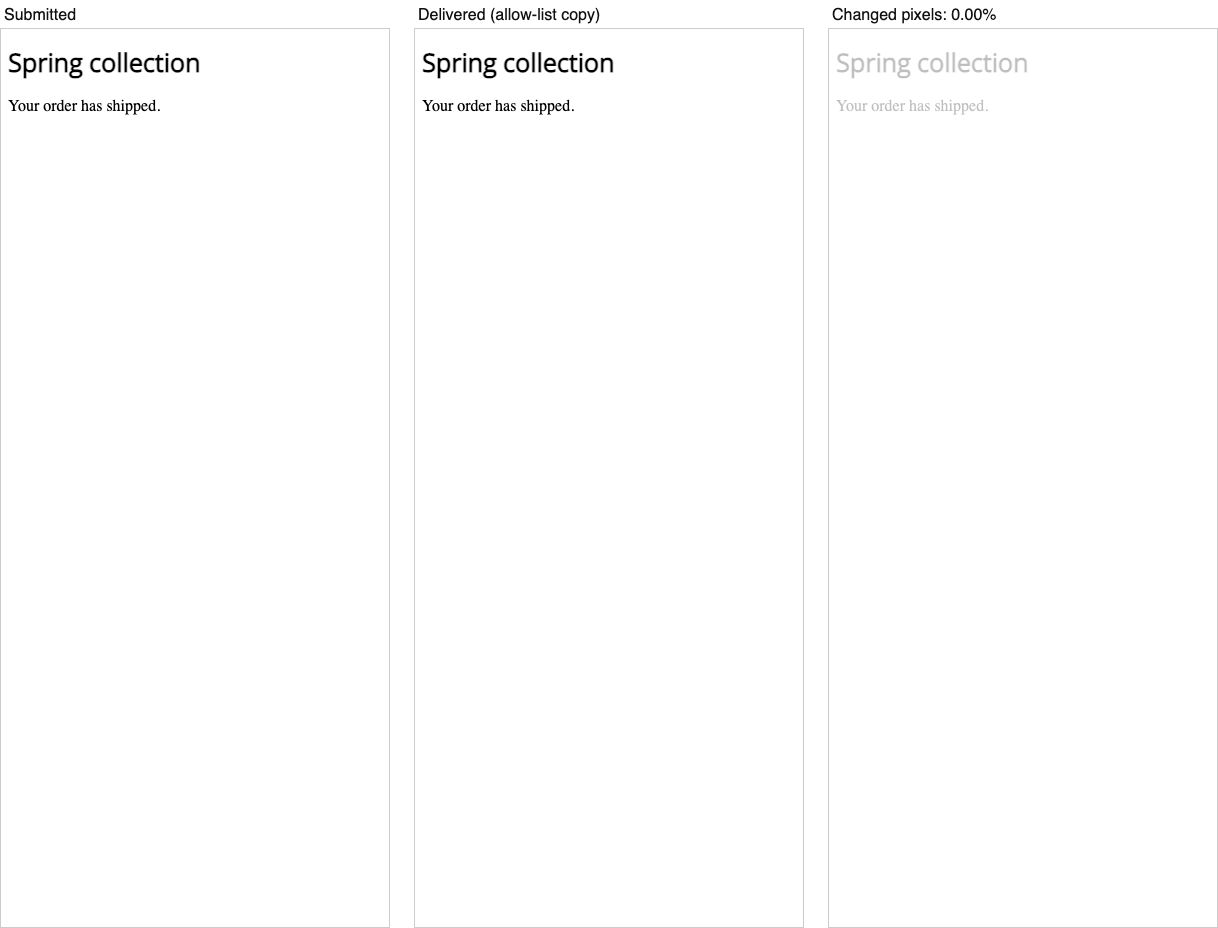 Submitted
Spring collection
Your order has shipped.
Delivered (allow-list copy)
Spring collection
Your order has shipped.
Changed pixels: 0.00%
Spring collection
Your order has shipped.